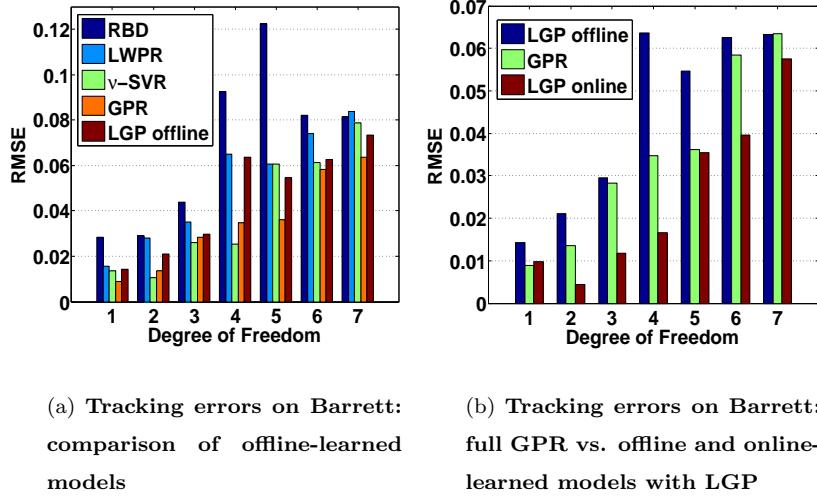 0.12
0.1
0.08
0.06
0.04
0.02
0
RMSE
RBD
LWPR
ν−SVR
GPR
LGP offline
1 2 3 4 5 6 7
Degree of Freedom
(a) Tracking errors on Barrett:
comparison of offline-learned
models
0.07
0.06
0.05
0.04
0.03
0.02
0.01
0
RMSE
LGP offline
GPR
LGP online
1 2 3 4 5 6 7
Degree of Freedom
(b) Tracking errors on Barrett:
full GPR vs. offline and online-
learned models with LGP